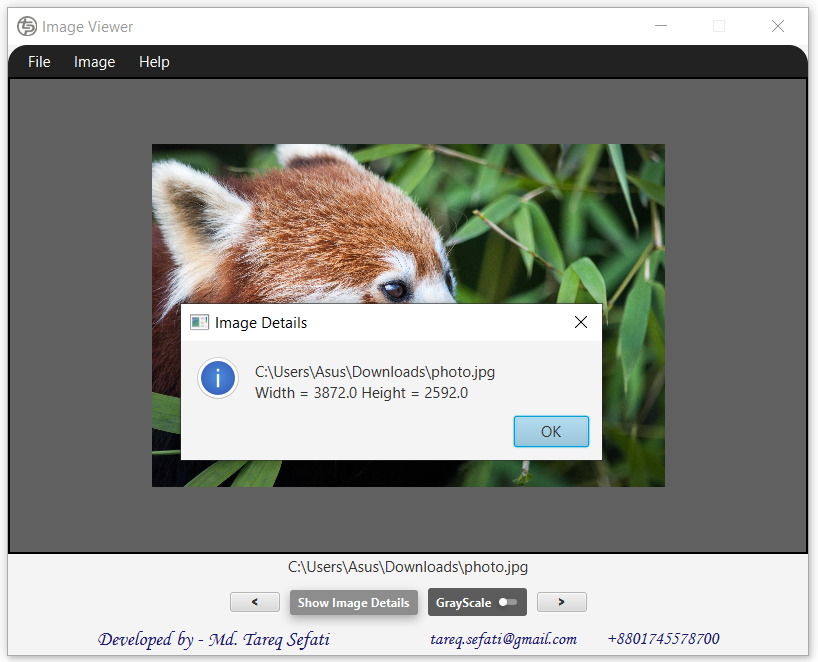 Image Viewer
File Image Help
Image Details
C:\Users\Asus\Downloads\photo.jpg
Width = 3872.0 Height = 2592.0
OK
C:\Users\Asus\Downloads\photo.jpg
< Show Image Details GrayScale >
Developed by - Md. Tareq Sefati tareq.sefati@gmail.com +8801745578700